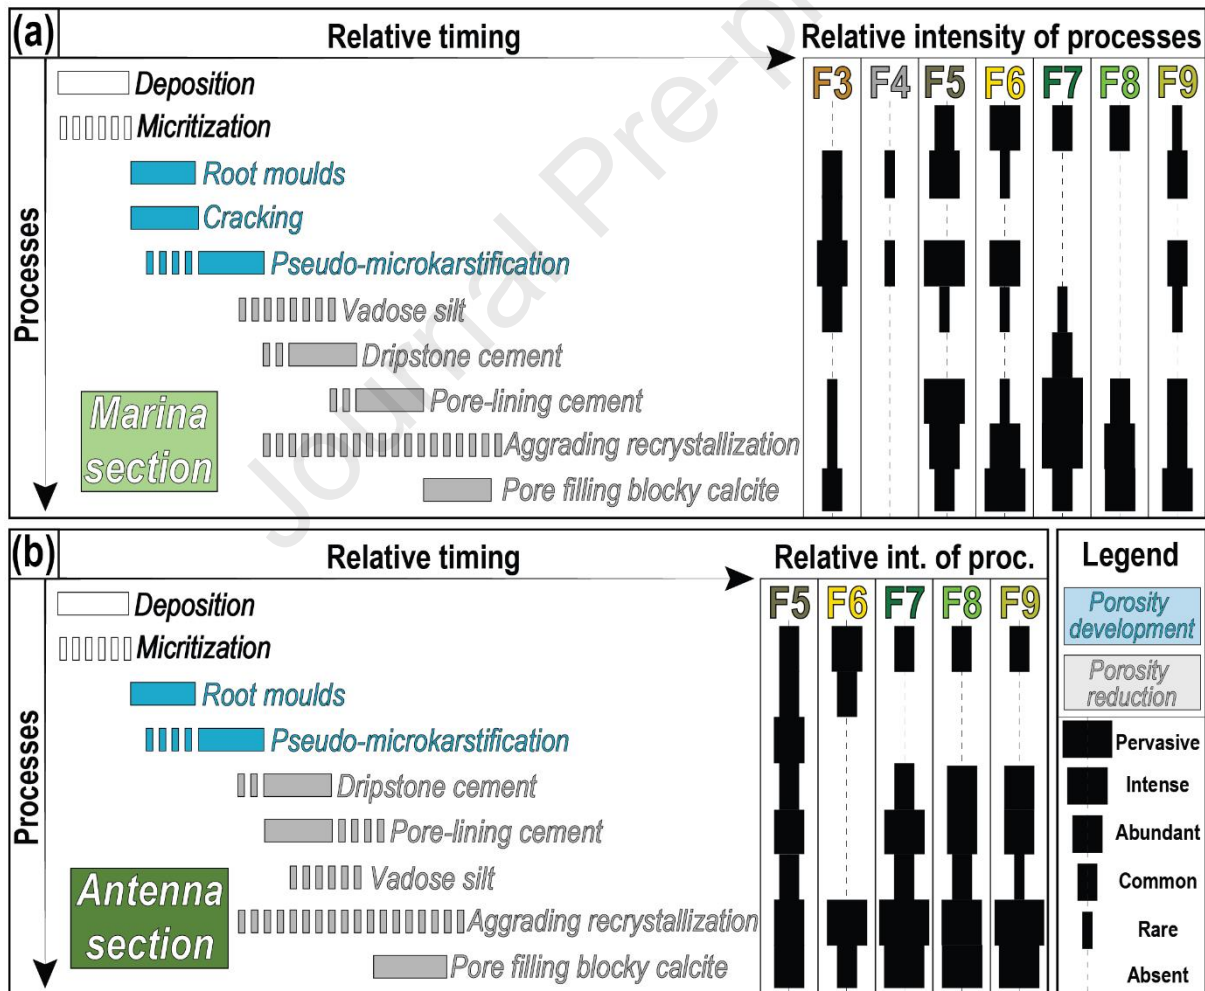 (a)
Relative timing
Relative intensity of processes
Processes
Deposition
Micritization
Root moulds
Cracking
Pseudo-microkarstification
Vadose silt
Dripstone cement
Pore-lining cement
Aggrading recrystallization
Pore filling blocky calcite
Marina
section
F3 F4 F5 F6 F7 F8 F9
Journal Pre-p
(b)
Relative timing
Relative int. of proc.
Processes
Deposition
Micritization
Root moulds
Pseudo-microkarstification
Dripstone cement
Pore-lining cement
Vadose silt
Aggrading recrystallization
Pore filling blocky calcite
Antenna
section
F5 F6 F7 F8 F9
Legend
Porosity
development
Porosity
reduction
Pervasive
Intense
Abundant
Common
Rare
Absent